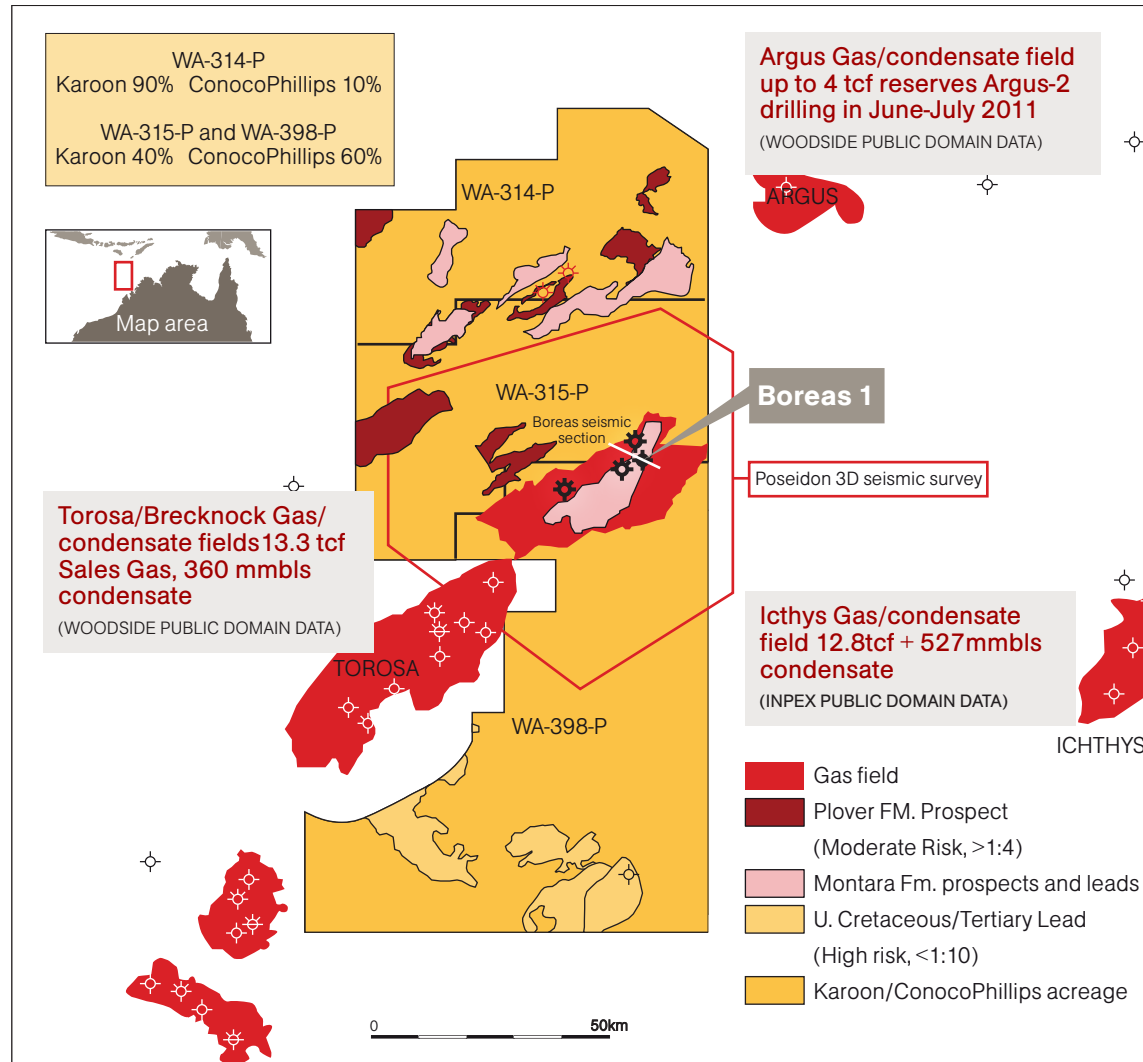 WA-314-P
Karoon 90% ConocoPhillips 10%
WA-315-P and WA-398-P
Karoon 40% ConocoPhillips 60%
Argus Gas/condensate field
up to 4 tcf reserves Argus-2
drilling in June-July 2011
(WOODSIDE PUBLIC DOMAIN DATA)
ARGUS
WA-314-P
Map area
WA-315-P
Boreas 1
Boreas seismic
section
Poseidon 3D seismic survey
Torosa/Brecknock Gas/
condensate fields13.3 tcf
Sales Gas, 360 mmbls
condensate
(WOODSIDE PUBLIC DOMAIN DATA)
TOROSA
Icthys Gas/condensate
field 12.8tcf + 527mmbls
condensate
(INPEX PUBLIC DOMAIN DATA)
WA-398-P
ICHTHYS
Gas field
Plover FM. Prospect
(Moderate Risk, >1:4)
Montara Fm. prospects and leads
U. Cretaceous/Tertiary Lead
(High risk, <1:10)
Karoon/ConocoPhillips acreage
0 50km